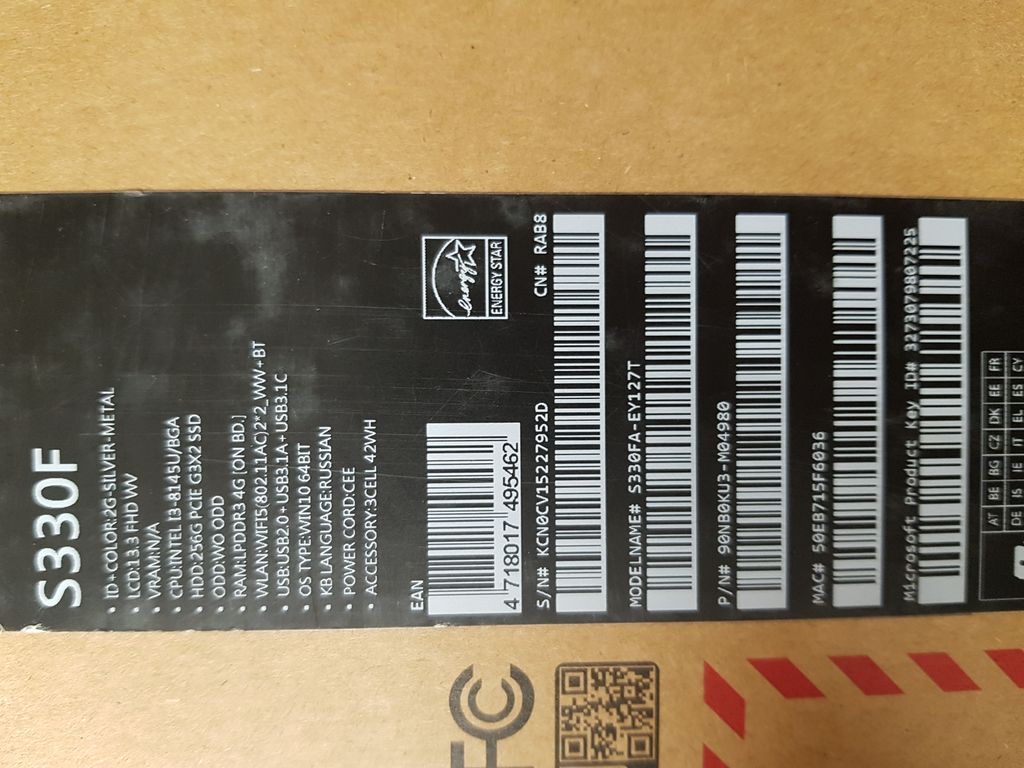 S330F
• ID+COLOR:2G-SILVER-METAL
• LCD:13.3 FHD WV
• VRAM:N/A
• CPU:INTEL I3-8145U/BGA
• HDD:256G PCIE G3X2 SSD
• ODD:WO ODD
• RAM:LPDDR3 4G [ON BD.]
• WLAN:WIFI5(802.11AC)2*2_WW+BT
• USB:USB2.0+USB3.1A+USB3.1C
• OS TYPE:WIN10 64BIT
• KB LANGUAGE:RUSSIAN
• POWER CORD:CEE
• ACCESSORY:3CELL 42WH
energy
ENERGY STAR
EAN
4 718017 495462
S/N# KCN0CV15227952D CN# RAB8
MODELNAME# S330FA-EY127T
P/N# 90NB0KU3-M04980
MAC# 50EB715F6036
Microsoft Product Key ID# 3273079807225
AT BE BG CZ DK EE FR
DE IS IE IT EL ES CY
FC